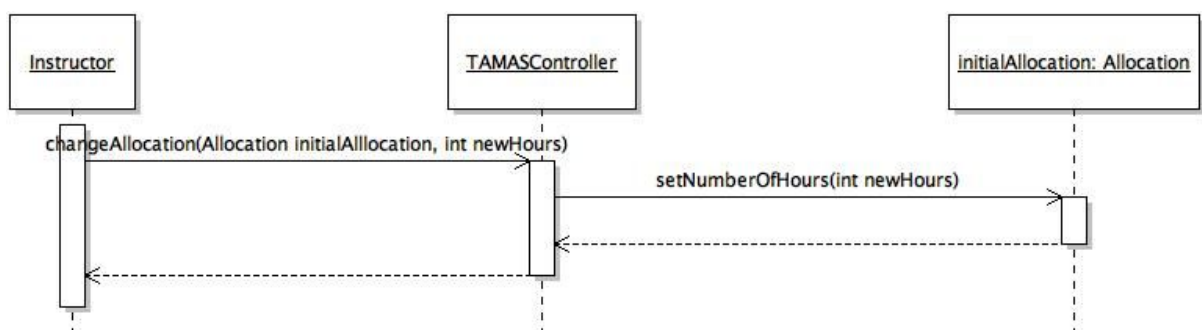 Instructor
TAMASController
initialAllocation: Allocation
changeAllocation(Allocation initialAlllocation, int newHours)
setNumberOfHours(int newHours)